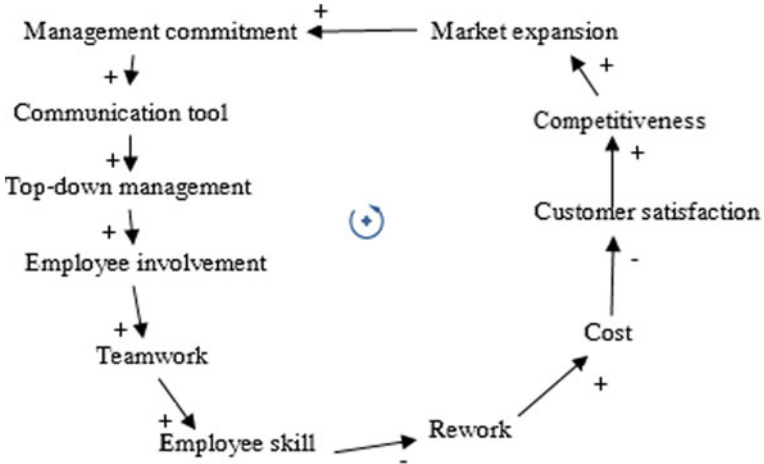 +
Management commitment
Market expansion
+
+
Communication tool
Competitiveness
+
+
Top-down management
Customer satisfaction
+
+
-
Employee involvement
+
Cost
Teamwork
+
+
Employee skill
Rework
-